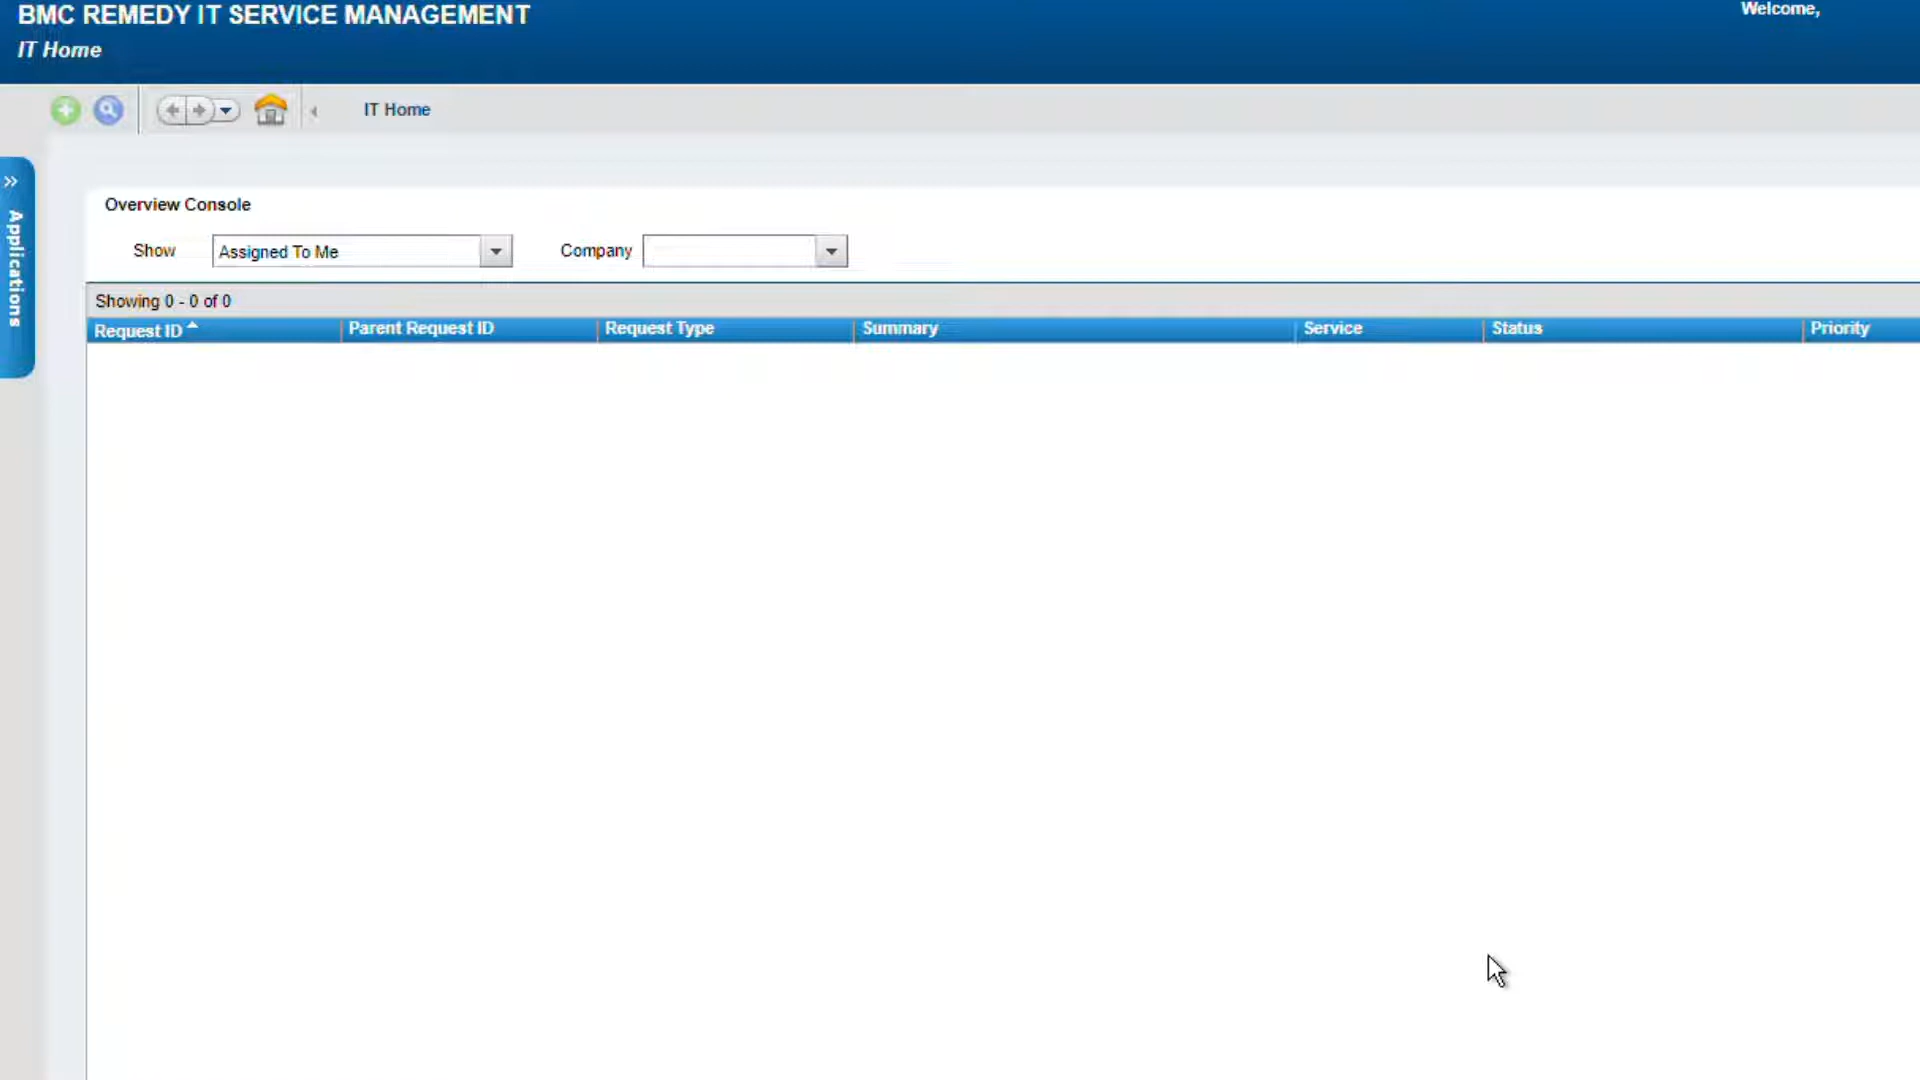 BMC REMEDY IT SERVICE MANAGEMENT
Welcome,
IT Home
IT Home
Applications
Overview Console
Show Assigned To Me Company
Showing 0 - 0 of 0
Request ID Parent Request ID Request Type Summary Service Status Priority